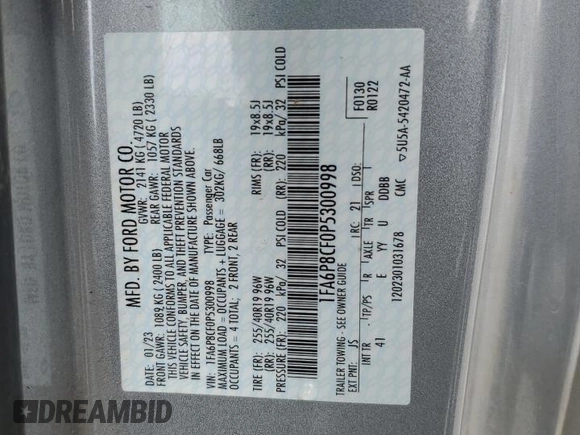 MFD. BY FORD MOTOR CO.
DATE: 01/23 GVWR: 2141 KG ( 4720 LB)
FRONT GAWR: 1089 KG ( 2400 LB) REAR GAWR: 1057 KG ( 2330 LB)
THIS VEHICLE CONFORMS TO ALL APPLICABLE FEDERAL MOTOR
VEHICLE SAFETY, BUMPER, AND THEFT PREVENTION STANDARDS
IN EFFECT ON THE DATE OF MANUFACTURE SHOWN ABOVE.
VIN: 1FA6P8CF0P5300998 TYPE: Passenger Car
MAXIMUM LOAD = OCCUPANTS + LUGGAGE = 302KG/ 668LB
OCCUPANTS = 4 TOTAL: 2 FRONT, 2 REAR
TIRE (FR): 255/40R19 96W RIMS (FR): 19x8.5J
(RR): 255/40R19 96W (RR): 19x8.5J
PRESSURE (FR): 220 kPa/ 32 PSI COLD (RR): 220 kPa/ 32 PSI COLD
1FA6P8CF0P5300998
TRAILER TOWING - SEE OWNER GUIDE
F0130
R0122
EXT PNT: JS RC: 21 DSO:
INT TR TP/PS R AXLE TR SPR
41 E YY U DDBB
1202301031678 CMC ▽5U5A-5420472-AA
DREAMBID